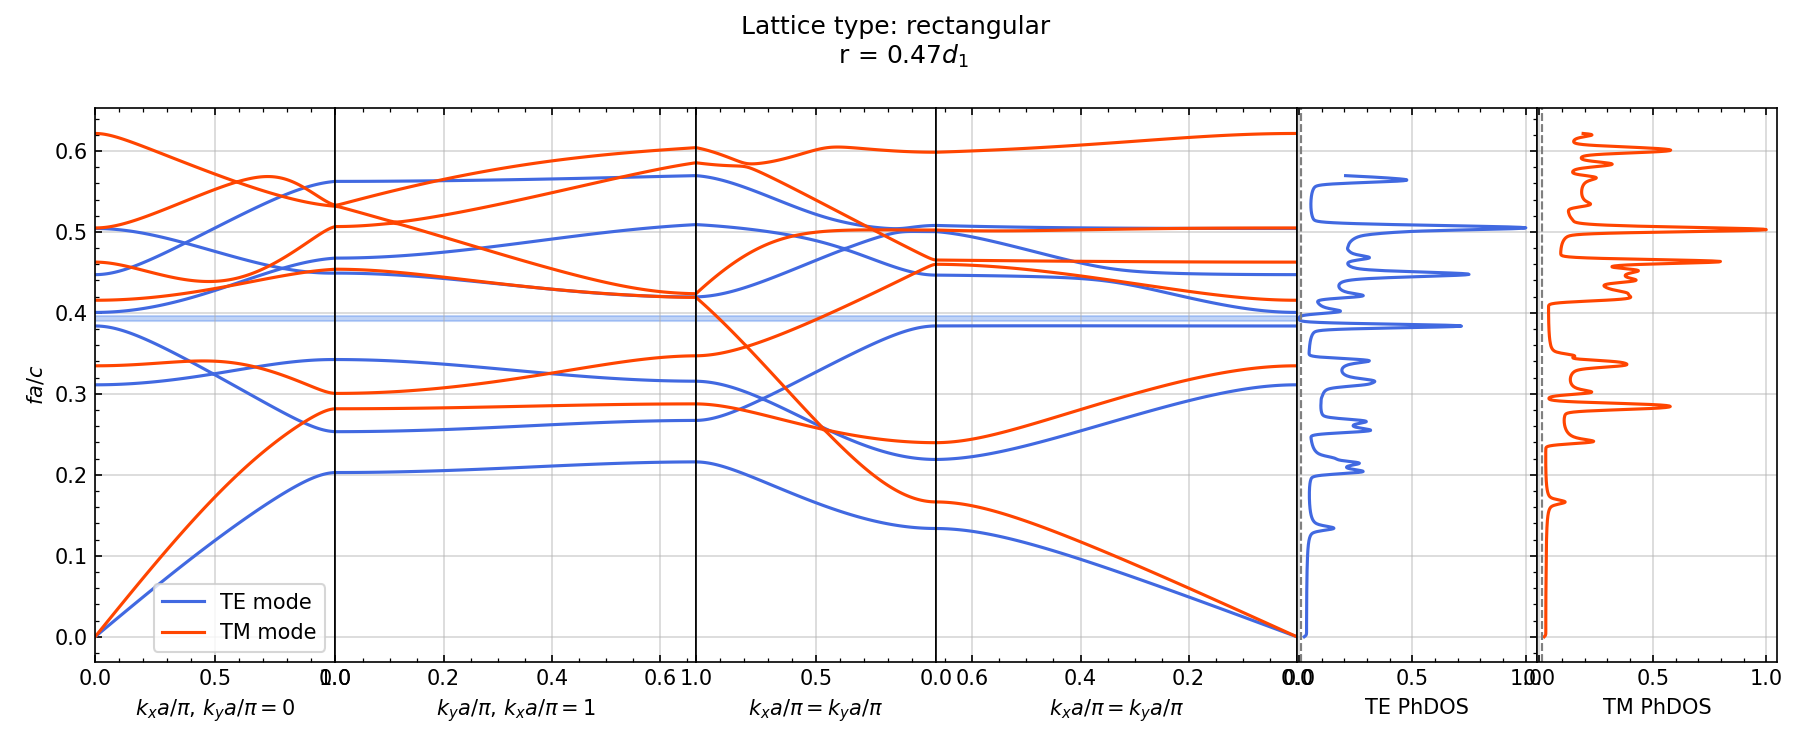 Lattice type: rectangular
r = 0.47d₁
fa/c
0.6
0.5
0.4
0.3
0.2
0.1
0.0
TE mode
TM mode
0.0 0.5 1.0
0.0 0.2 0.4 0.6
1.0 0.5 0.0
0.6 0.4 0.2 0.0
0.0 0.5 1.0
0.0 0.5 1.0
kₓa/π, kᵧa/π = 0
kᵧa/π, kₓa/π = 1
kₓa/π = kᵧa/π
kₓa/π = kᵧa/π
TE PhDOS
TM PhDOS